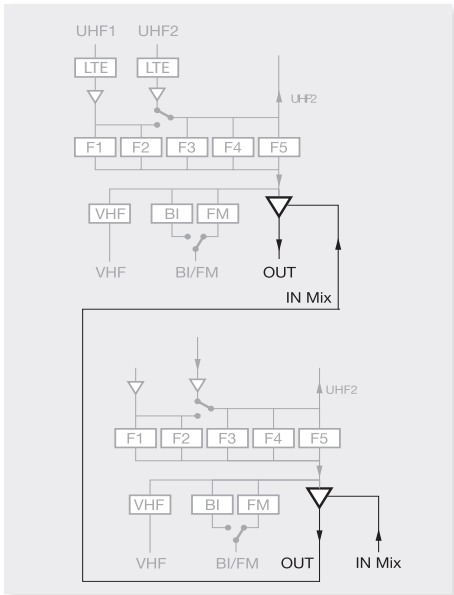 UHF1 UHF2
LTE LTE
UHF2
F1 F2 F3 F4 F5
VHF BI FM
VHF BI/FM OUT
IN Mix
UHF2
F1 F2 F3 F4 F5
VHF BI FM
VHF BI/FM OUT IN Mix